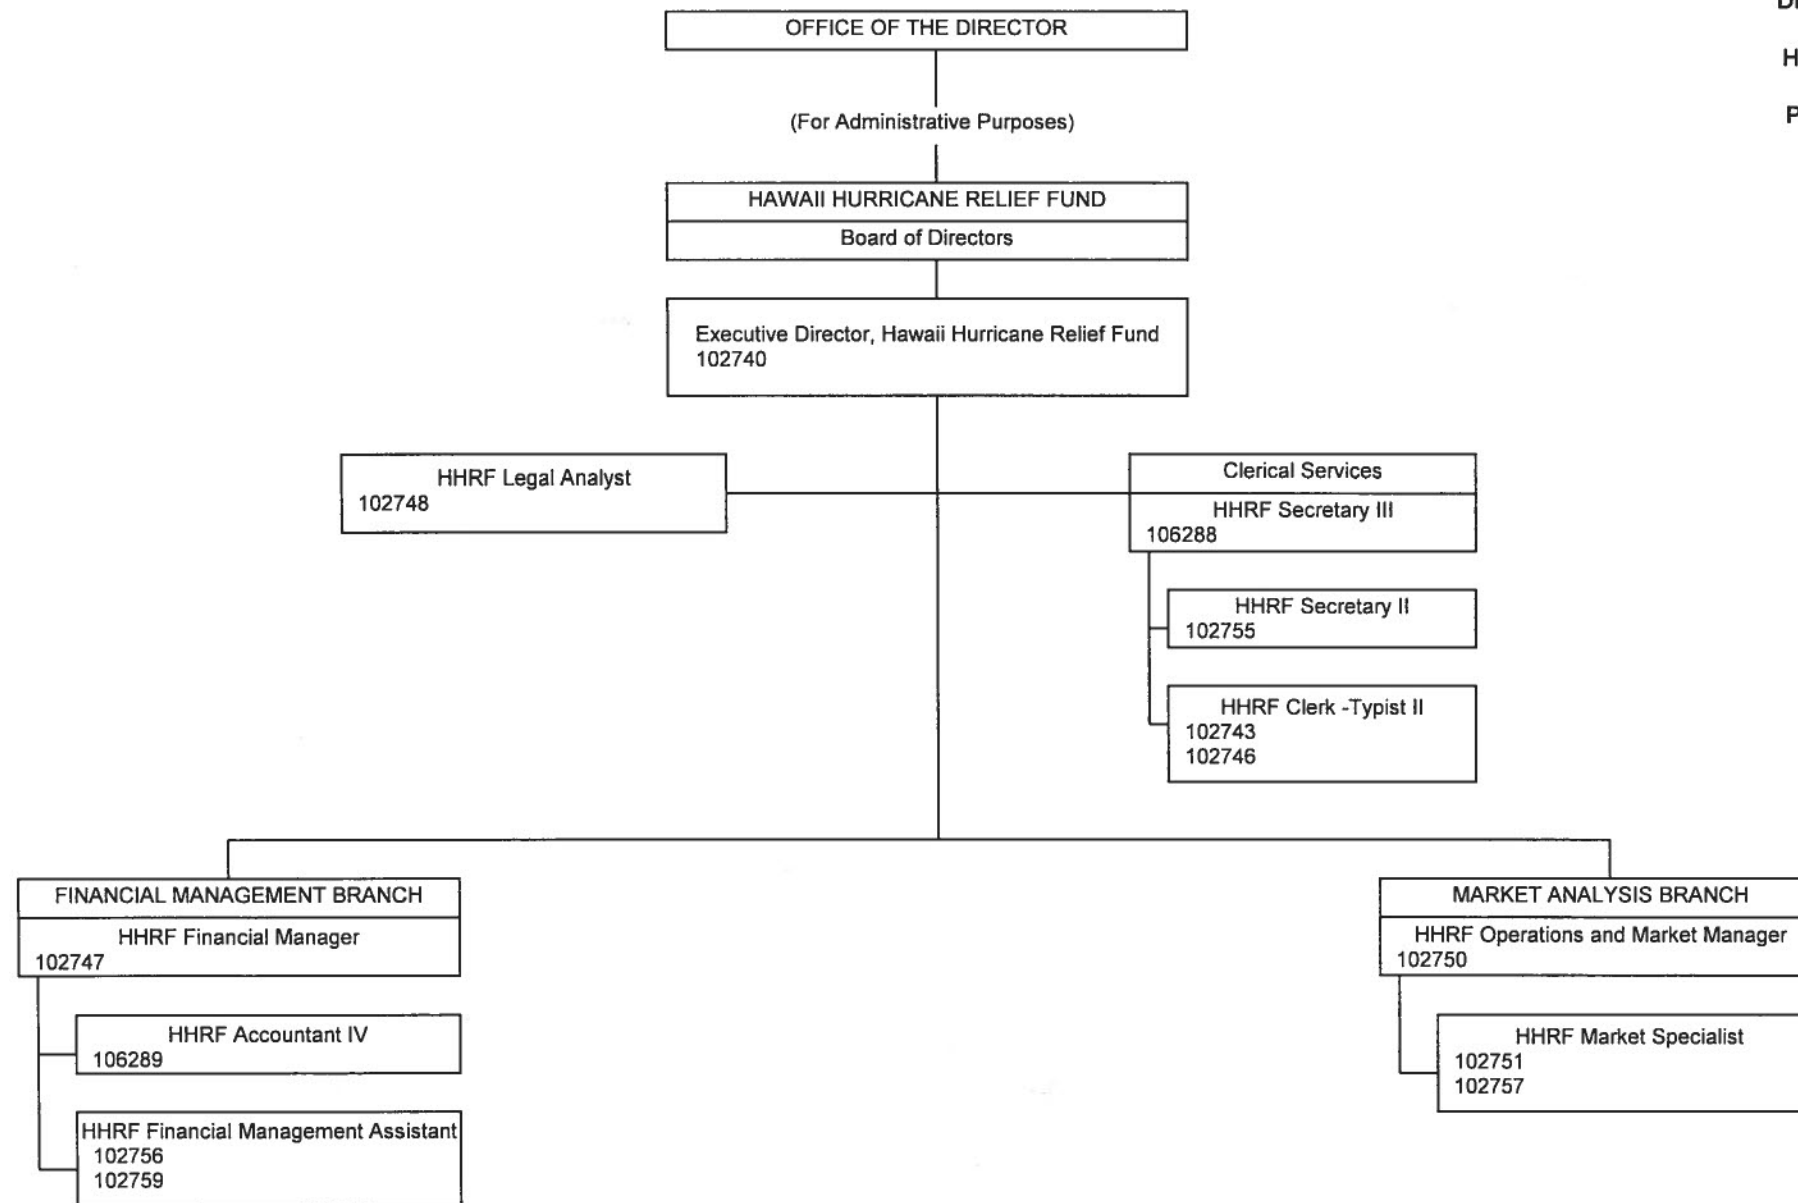 OFFICE OF THE DIRECTOR
(For Administrative Purposes)
HAWAII HURRICANE RELIEF FUND
Board of Directors
Executive Director, Hawaii Hurricane Relief Fund
102740
HHRF Legal Analyst
102748
Clerical Services
HHRF Secretary III
106288
HHRF Secretary II
102755
HHRF Clerk -Typist II
102743
102746
FINANCIAL MANAGEMENT BRANCH
HHRF Financial Manager
102747
HHRF Accountant IV
106289
HHRF Financial Management Assistant
102756
102759
MARKET ANALYSIS BRANCH
HHRF Operations and Market Manager
102750
HHRF Market Specialist
102751
102757